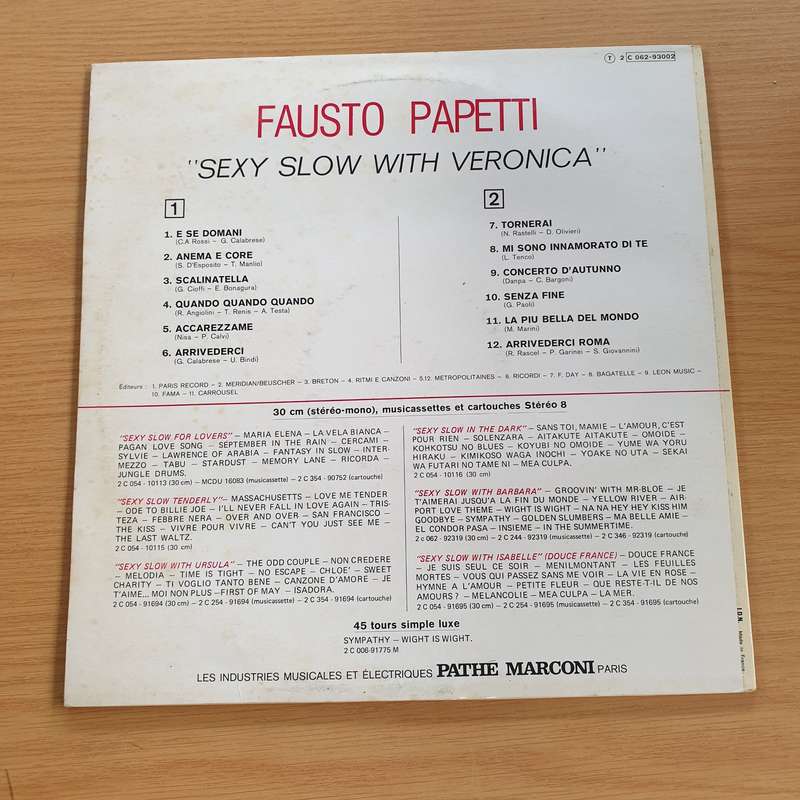 T 2 C 062-93002
FAUSTO PAPETTI
"SEXY SLOW WITH VERONICA"
1
1. E SE DOMANI
(C.A Rossi – G. Calabrese)
2. ANEMA E CORE
(S. D'Esposito – T. Manlio)
3. SCALINATELLA
(G. Cioffi – E. Bonagura)
4. QUANDO QUANDO QUANDO
(R. Angiolini – T. Renis – A. Testa)
5. ACCAREZZAME
(Nisa – P. Calvi)
6. ARRIVEDERCI
(G. Calabrese – U. Bindi)
2
7. TORNERAI
(N. Rastelli – D. Olivieri)
8. MI SONO INNAMORATO DI TE
(L. Tenco)
9. CONCERTO D'AUTUNNO
(Danpa – C. Bargoni)
10. SENZA FINE
(G. Paoli)
11. LA PIU BELLA DEL MONDO
(M. Marini)
12. ARRIVEDERCI ROMA
(R. Rascel – P. Garinei – S. Giovannini)
Éditeurs : 1. PARIS RECORD – 2. MERIDIAN/BEUSCHER – 3. BRETON – 4. RITMI E CANZONI – 5.12. METROPOLITAINES – 6. RICORDI – 7. F. DAY – 8. BAGATELLE – 9. LEON MUSIC –
10. FAMA – 11. CARROUSEL
30 cm (stéréo-mono), musicassettes et cartouches Stéréo 8
"SEXY SLOW FOR LOVERS" – MARIA ELENA – LA VELA BIANCA –
PAGAN LOVE SONG – SEPTEMBER IN THE RAIN – CERCAMI –
SYLVIE – LAWRENCE OF ARABIA – FANTASY IN SLOW – INTER-
MEZZO – TABU – STARDUST – MEMORY LANE – RICORDA –
JUNGLE DRUMS.
2 C 054 - 10113 (30 cm) – MCDU 16083 (musicassette) – 2 C 354 - 90752 (cartouche)
"SEXY SLOW TENDERLY" – MASSACHUSETTS – LOVE ME TENDER
– ODE TO BILLIE JOE – I'LL NEVER FALL IN LOVE AGAIN – TRIS-
TEZA – FEBBRE NERA – OVER AND OVER – SAN FRANCISCO –
THE KISS – VIVRE POUR VIVRE – CAN'T YOU JUST SEE ME –
THE LAST WALTZ.
2 C 054 - 10115 (30 cm)
"SEXY SLOW WITH URSULA" – THE ODD COUPLE – NON CREDERE
– MELODIA – TIME IS TIGHT – NO ESCAPE – CHLOE' – SWEET
CHARITY – TI VOGLIO TANTO BENE – CANZONE D'AMORE – JE
T'AIME... MOI NON PLUS – FIRST OF MAY – ISADORA.
2 C 054 - 91694 (30 cm) – 2 C 254 - 91694 (musicassette) – 2 C 354 - 91694 (cartouche)
"SEXY SLOW IN THE DARK" – SANS TOI, MAMIE – L'AMOUR, C'EST
POUR RIEN – SOLENZARA – AITAKUTE AITAKUTE – OMOIDE –
KOHKOTSU NO BLUES – KOYUBI NO OMOIDE – YUME WA YORU
HIRAKU – KIMIKOSO WAGA INOCHI – YOAKE NO UTA – SEKAI
WA FUTARI NO TAME NI – MEA CULPA.
2 C 054 - 10116 (30 cm)
"SEXY SLOW WITH BARBARA" – GROOVIN' WITH MR-BLOE – JE
T'AIMERAI JUSQU'A LA FIN DU MONDE – YELLOW RIVER – AIR-
PORT LOVE THEME – WIGHT IS WIGHT – NA NA HEY HEY KISS HIM
GOODBYE – SYMPATHY – GOLDEN SLUMBERS – MA BELLE AMIE –
EL CONDOR PASA – INSIEME – IN THE SUMMERTIME.
2 c 062 - 92319 (30 cm) – 2 C 244 - 92319 (musicassette) – 2 C 346 - 92319 (cartouche)
"SEXY SLOW WITH ISABELLE" (DOUCE FRANCE) – DOUCE FRANCE
– JE SUIS SEUL CE SOIR – MENILMONTANT – LES FEUILLES
MORTES – VOUS QUI PASSEZ SANS ME VOIR – LA VIE EN ROSE –
HYMNE A L'AMOUR – PETITE FLEUR – QUE RESTE-T-IL DE NOS
AMOURS ? – MELANCOLIE – MEA CULPA – LA MER.
2 C 054 - 91695 (30 cm) – 2 C 254 - 91695 (musicassette) – 2 C 354 - 91695 (cartouche)
45 tours simple luxe
SYMPATHY – WIGHT IS WIGHT.
2 C 006-91775 M
LES INDUSTRIES MUSICALES ET ÉLECTRIQUES PATHE MARCONI PARIS
I.D.N. Made in France